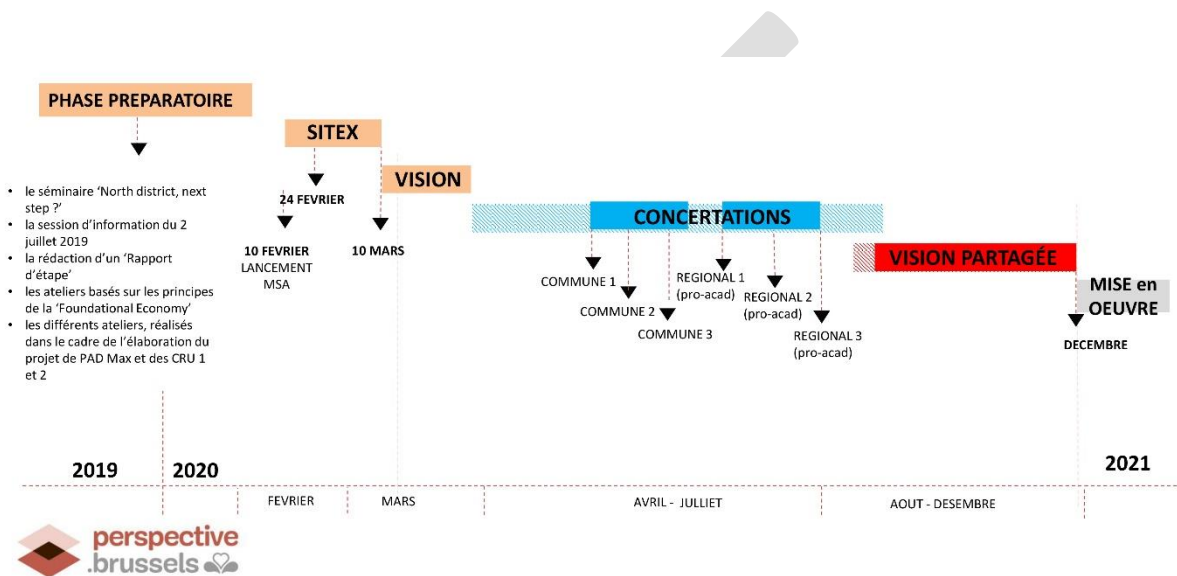 PHASE PREPARATOIRE
• le séminaire ‘North district, next
step ?’
• la session d’information du 2
juillet 2019
• la rédaction d’un ‘Rapport
d’étape’
• les ateliers basés sur les principes
de la ‘Foundational Economy’
• les différents ateliers, réalisés
dans le cadre de l’élaboration du
projet de PAD Max et des CRU 1
et 2
SITEX
24 FEVRIER
10 FEVRIER
LANCEMENT
MSA
10 MARS
VISION
CONCERTATIONS
COMMUNE 1
COMMUNE 2
COMMUNE 3
REGIONAL 1
(pro-acad)
REGIONAL 2
(pro-acad)
REGIONAL 3
(pro-acad)
VISION PARTAGÉE
MISE en
OEUVRE
DECEMBRE
2019
2020
2021
FEVRIER
MARS
AVRIL - JULLIET
AOUT - DESEMBRE
perspective
.brussels